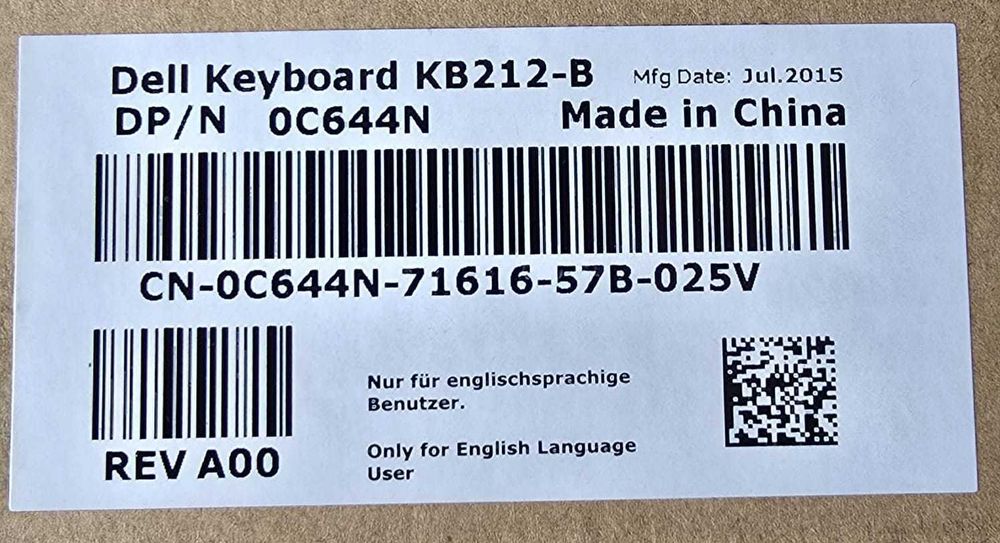 Dell Keyboard KB212-B Mfg Date: Jul.2015
DP/N 0C644N Made in China
CN-0C644N-71616-57B-025V
Nur für englischsprachige
Benutzer.
Only for English Language
User
REV A00